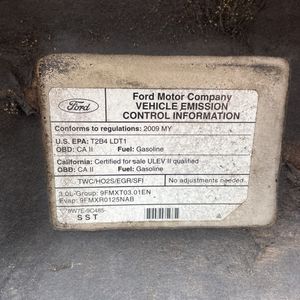 Ford
Ford Motor Company
VEHICLE EMISSION
CONTROL INFORMATION
Conforms to regulations: 2009 MY
U.S. EPA: T2B4 LDT1
OBD: CA II Fuel: Gasoline
California: Certified for sale ULEV II qualified
OBD: CA II Fuel: Gasoline
TWC/HO2S/EGR/SFI No adjustments needed.
3.0L-Group: 9FMXT03.01EN
Evap: 9FMXR0125NAB
9W7E-9C485-
SST